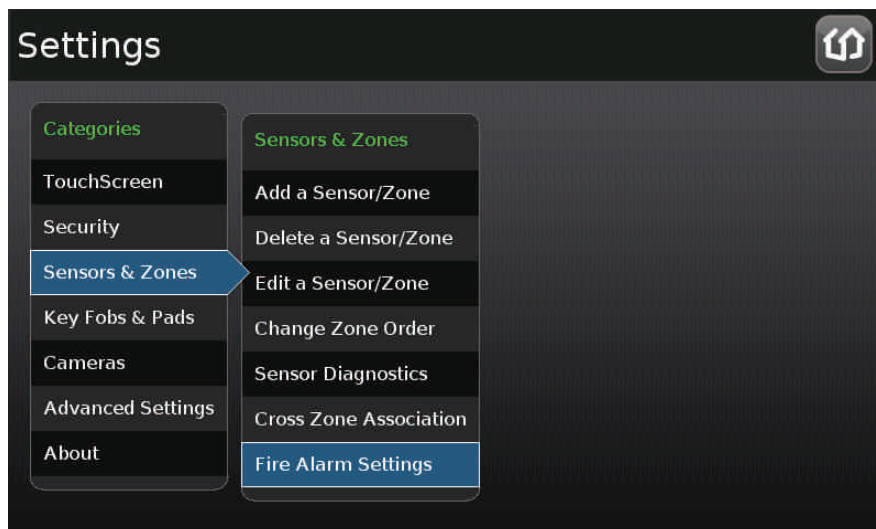 Settings
Categories
TouchScreen
Security
Sensors & Zones
Key Fobs & Pads
Cameras
Advanced Settings
About
Sensors & Zones
Add a Sensor/Zone
Delete a Sensor/Zone
Edit a Sensor/Zone
Change Zone Order
Sensor Diagnostics
Cross Zone Association
Fire Alarm Settings